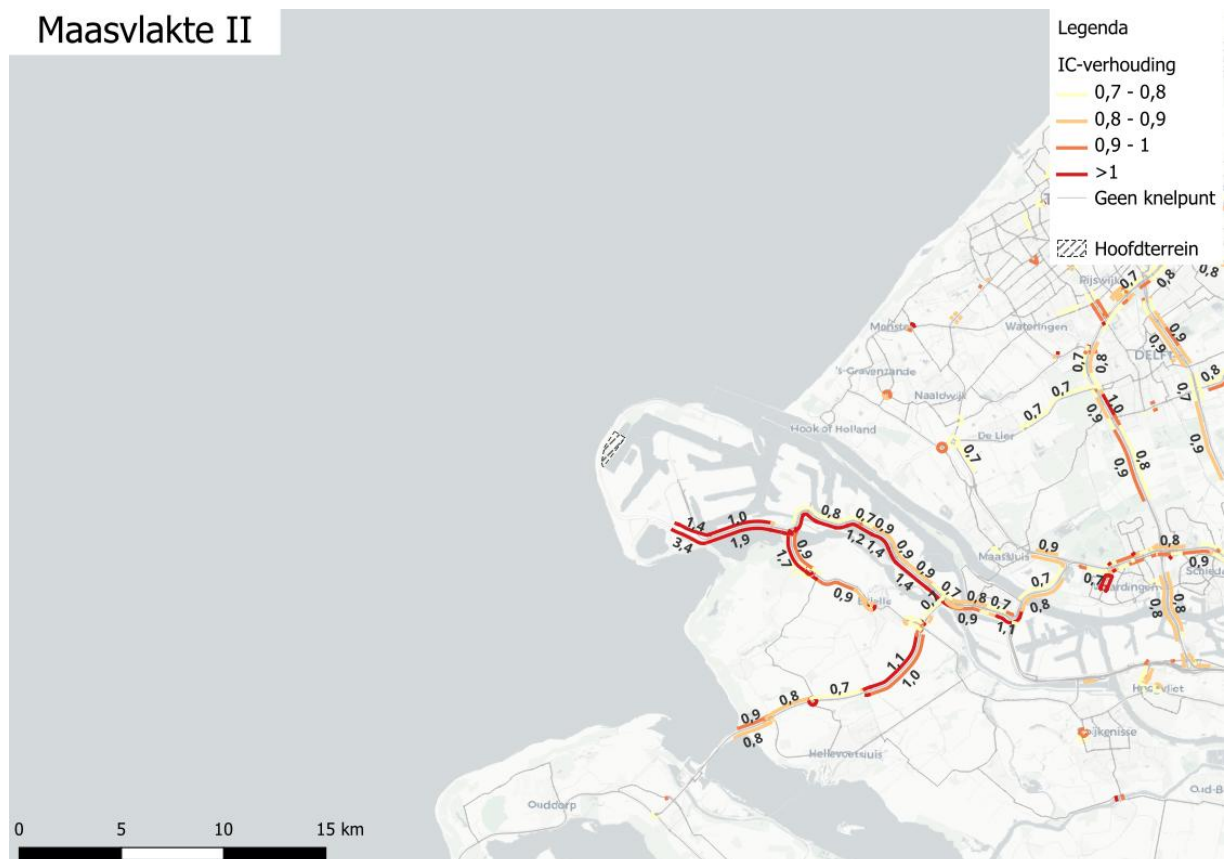 Maasvlakte II
Legenda
IC-verhouding
0,7 - 0,8
0,8 - 0,9
0,9 - 1
>1
Geen knelpunt
Hoofdterrein
Rijswijk
0,7
0,8
0,8
Wateringen
DELFT
0,9
0,9
0,7
0,8
0,8
's-Gravenzande
Naaldwijk
0,7
0,7
1,0
0,9
0,7
Hook of Holland
De Lier
0,7
0,9
0,8
0,9
1,4
1,0
3,4
1,9
0,8
0,7
0,9
1,2
1,4
0,9
0,9
1,4
0,9
1,7
0,9
Brielle
0,7
0,7
0,8
0,7
0,9
1,1
Maassluis
0,9
0,7
0,8
0,7
0,8
0,9
0,8
0,8
1,1
1,0
0,7
0,8
0,9
0,8
Hellevoetsluis
Ouddorp
0
5
10
15 km